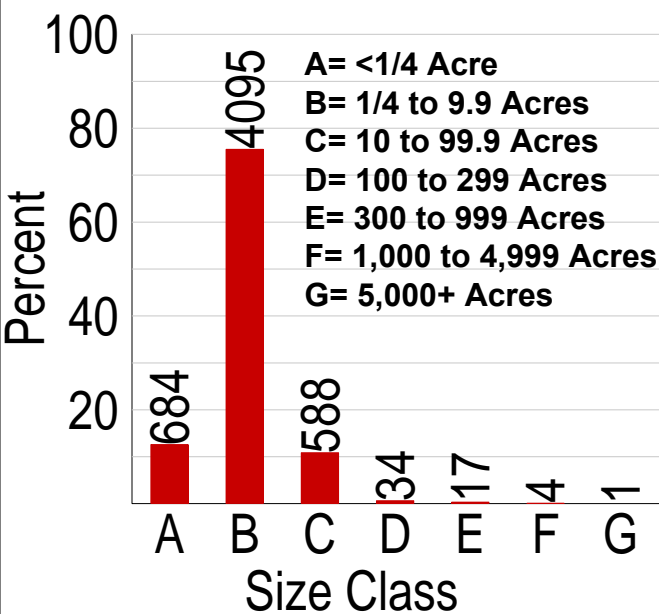 100
80
60
40
20
Percent
A= <1/4 Acre
B= 1/4 to 9.9 Acres
C= 10 to 99.9 Acres
D= 100 to 299 Acres
E= 300 to 999 Acres
F= 1,000 to 4,999 Acres
G= 5,000+ Acres
684
4095
588
34
17
4
1
A B C D E F G
Size Class